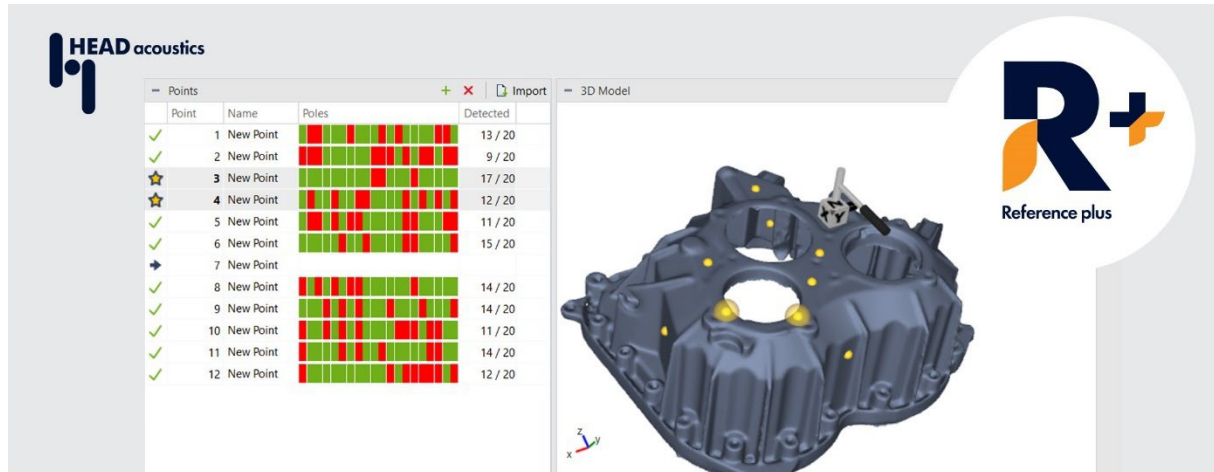 HEAD acoustics
Points
Import
3D Model
Point Name Poles Detected
1 New Point 13 / 20
2 New Point 9 / 20
3 New Point 17 / 20
4 New Point 12 / 20
5 New Point 11 / 20
6 New Point 15 / 20
7 New Point
8 New Point 14 / 20
9 New Point 14 / 20
10 New Point 11 / 20
11 New Point 14 / 20
12 New Point 12 / 20
R+
Reference plus
X Y
z
y
x